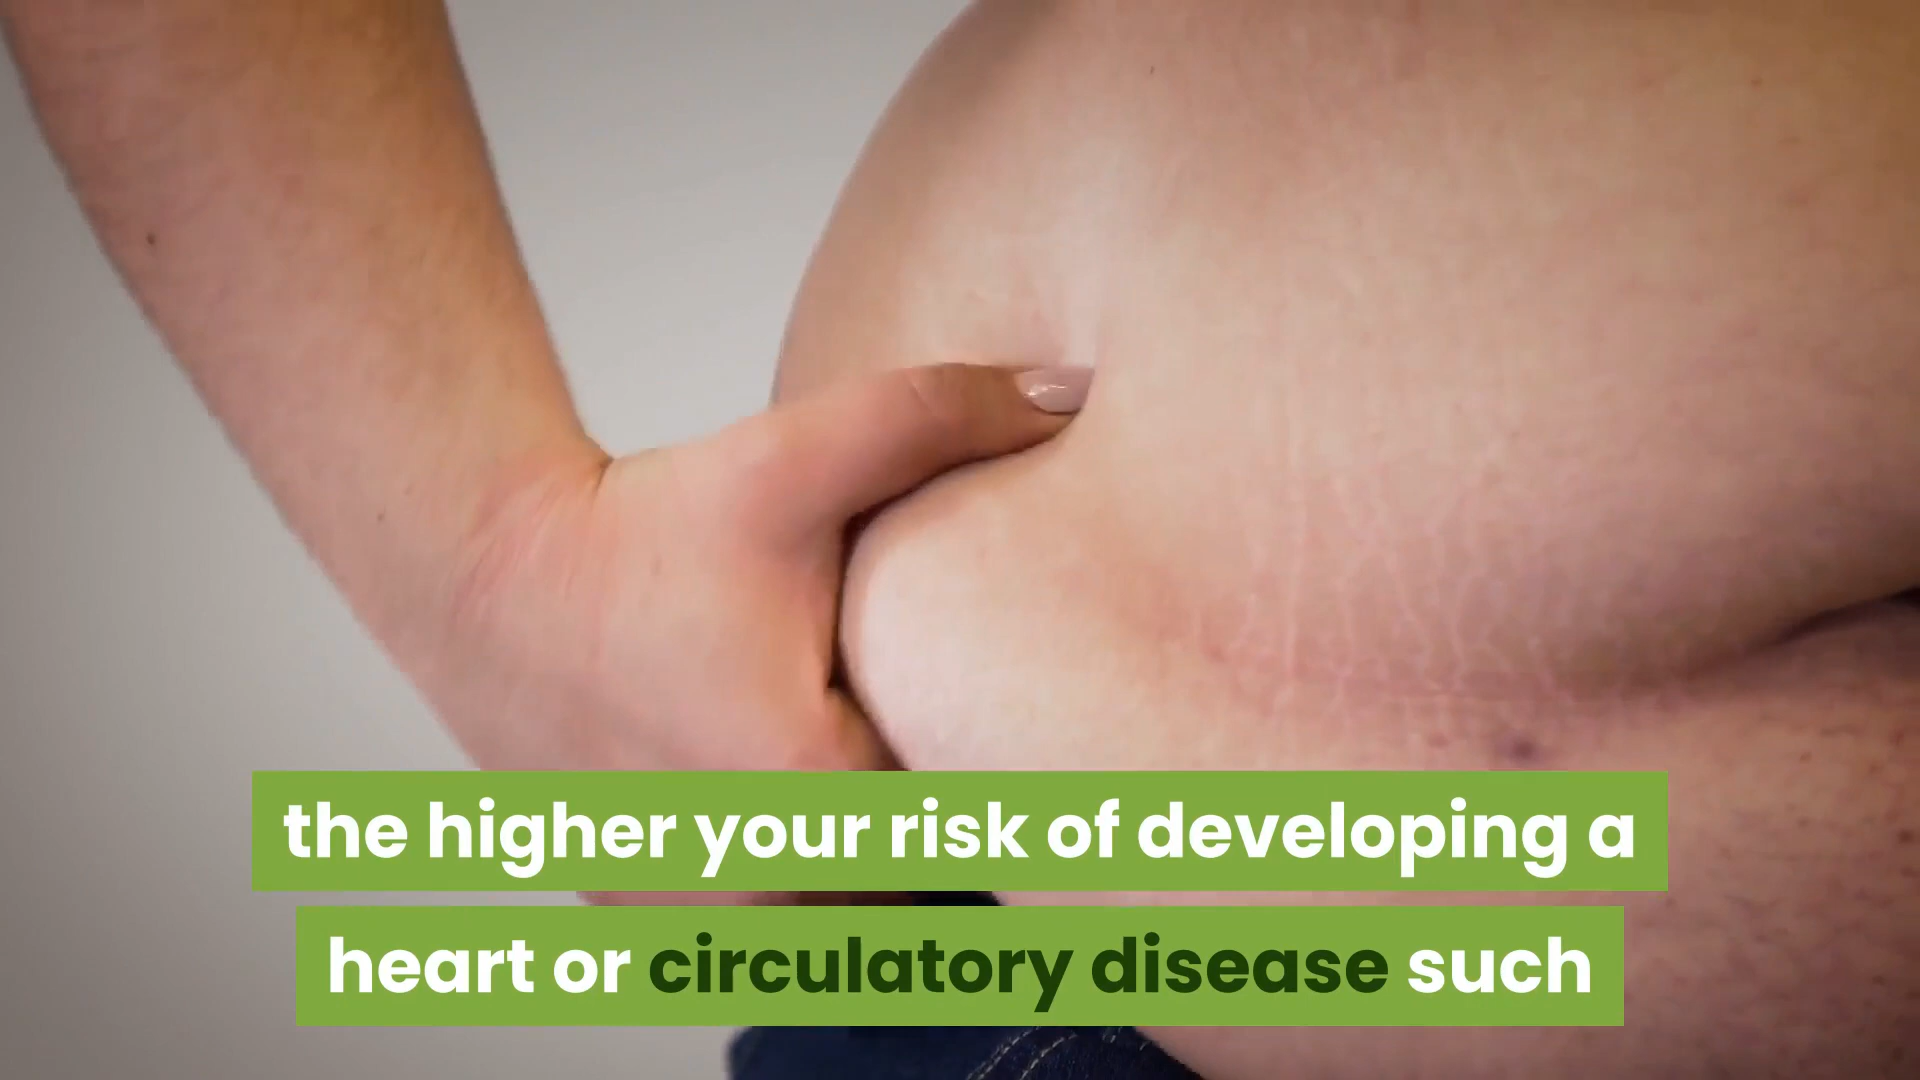 the higher your risk of developing a
heart or circulatory disease such